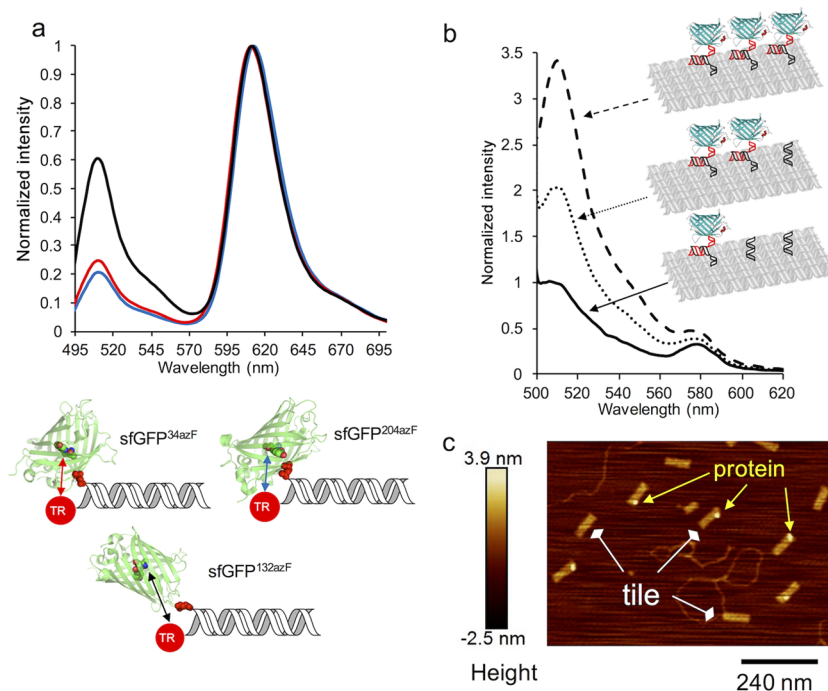 a
Normalized intensity
1
0.9
0.8
0.7
0.6
0.5
0.4
0.3
0.2
0.1
0
495 520 545 570 595 620 645 670 695
Wavelength (nm)
sfGFP34azF
TR
sfGFP204azF
TR
sfGFP132azF
TR
b
Normalized intensity
3.5
3
2.5
2
1.5
1
0.5
0
500 520 540 560 580 600 620
Wavelength (nm)
c
3.9 nm
-2.5 nm
Height
protein
tile
240 nm